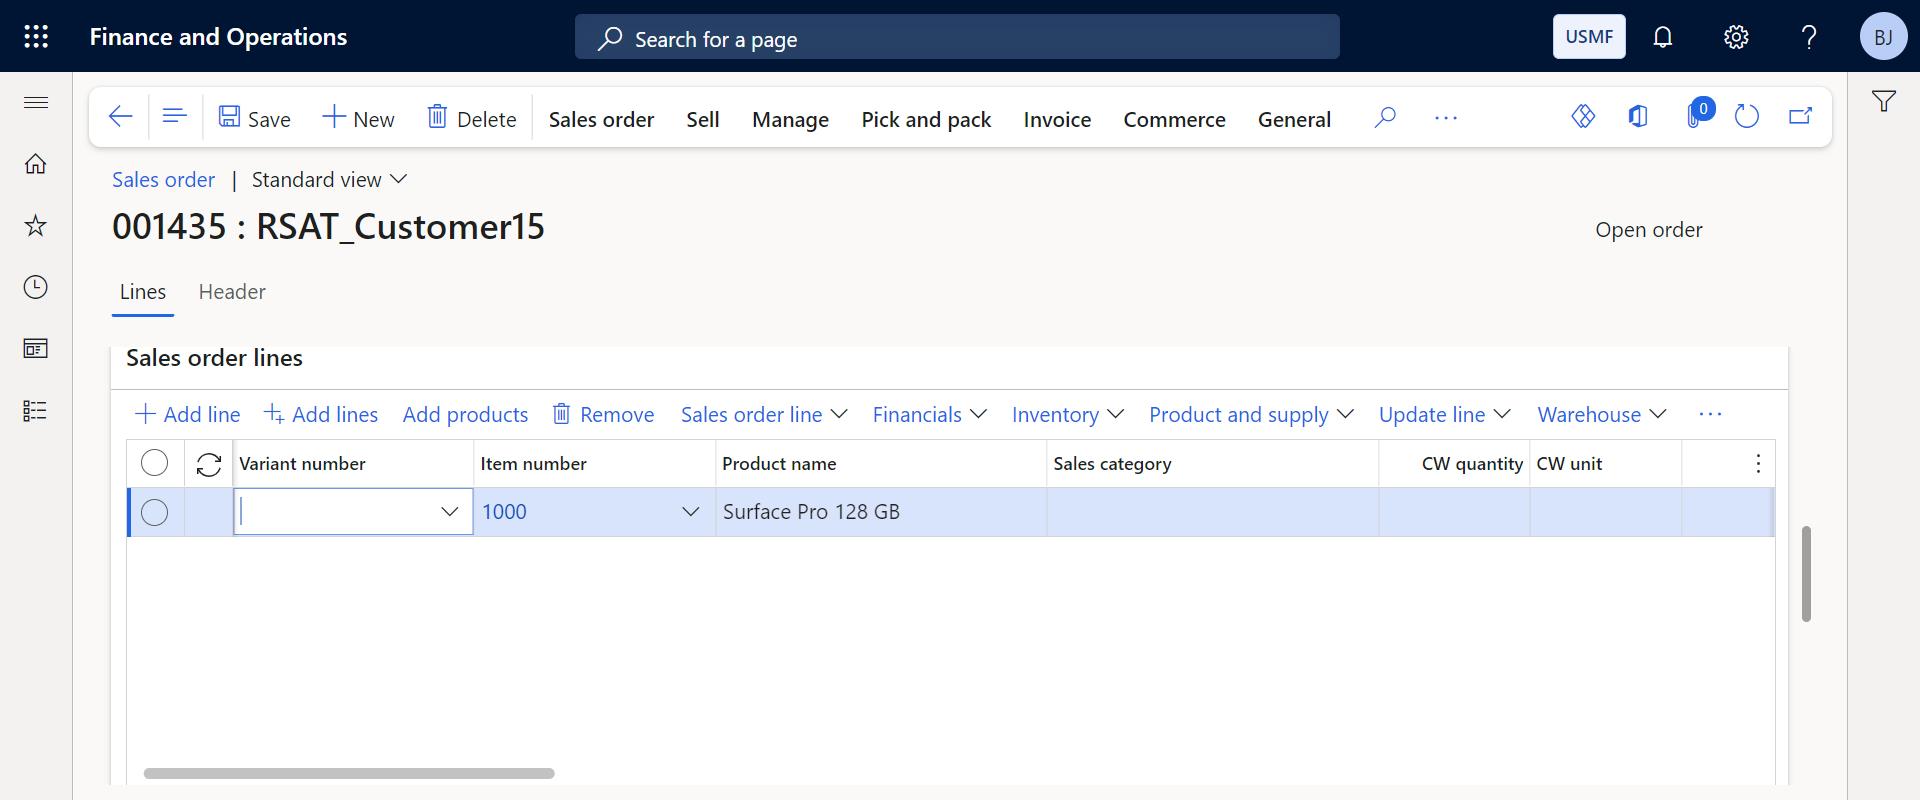 Finance and Operations
Search for a page
USMF
BJ
Save
New
Delete
Sales order
Sell
Manage
Pick and pack
Invoice
Commerce
General
0
Sales order | Standard view
001435 : RSAT_Customer15
Open order
Lines
Header
Sales order lines
Add line
Add lines
Add products
Remove
Sales order line
Financials
Inventory
Product and supply
Update line
Warehouse
Variant number
Item number
Product name
Sales category
CW quantity
CW unit
1000
Surface Pro 128 GB